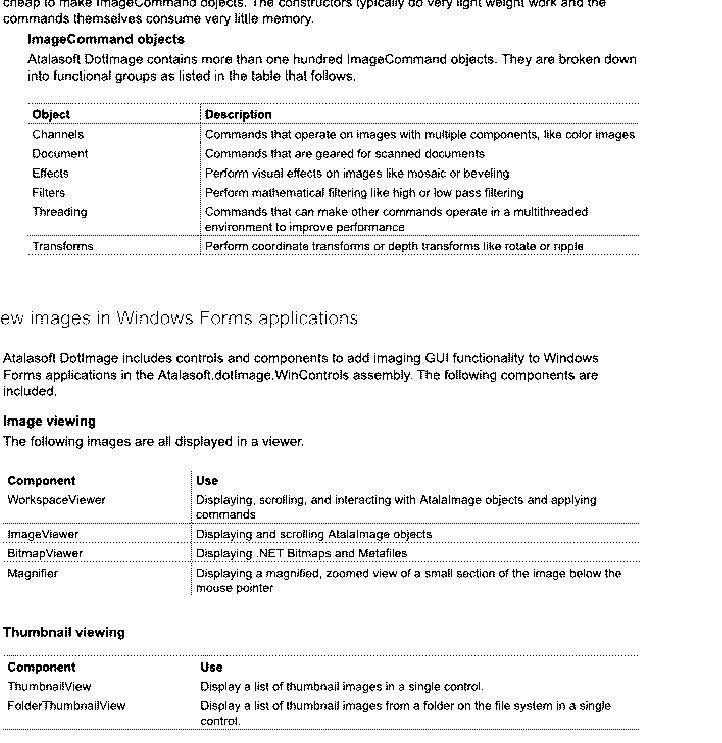 cheap to make ImageCommand objects. The constructors typically do very light weight work and the
commands themselves consume very little memory.
ImageCommand objects
Atalasoft DotImage contains more than one hundred ImageCommand objects. They are broken down
into functional groups as listed in the table that follows.
Object Description
Channels Commands that operate on images with multiple components, like color images
Document Commands that are geared for scanned documents
Effects Perform visual effects on images like mosaic or beveling
Filters Perform mathematical filtering like high or low pass filtering
Threading Commands that can make other commands operate in a multithreaded
environment to improve performance
Transforms Perform coordinate transforms or depth transforms like rotate or ripple
ew images in Windows Forms applications
Atalasoft DotImage includes controls and components to add imaging GUI functionality to Windows
Forms applications in the Atalasoft.dotImage.WinControls assembly. The following components are
included.
Image viewing
The following images are all displayed in a viewer.
Component Use
WorkspaceViewer Displaying, scrolling, and interacting with AtalaImage objects and applying
commands
ImageViewer Displaying and scrolling AtalaImage objects
BitmapViewer Displaying .NET Bitmaps and Metafiles
Magnifier Displaying a magnified, zoomed view of a small section of the image below the
mouse pointer
Thumbnail viewing
Component Use
ThumbnailView Display a list of thumbnail images in a single control.
FolderThumbnailView Display a list of thumbnail images from a folder on the file system in a single
control.